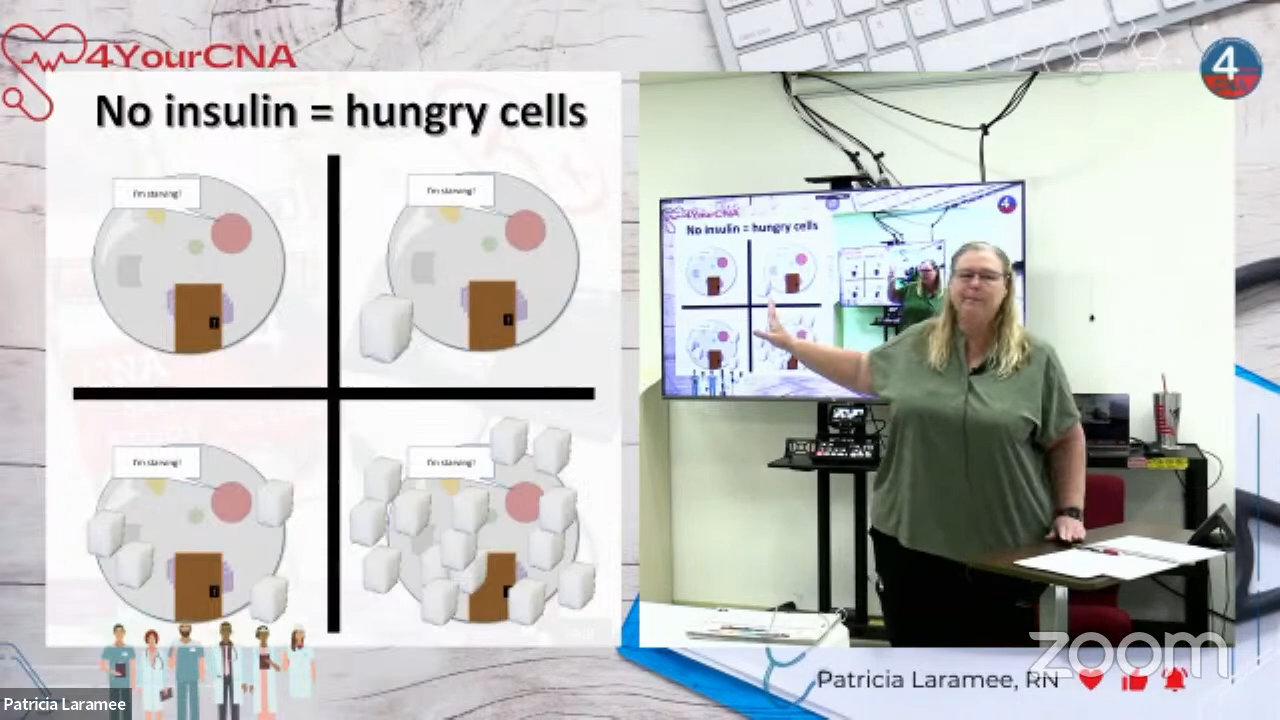 4YourCNA
4
No insulin = hungry cells
I'm starving!
I'm starving!
I'm starving!
I'm starving!
4YourCNA
4
No insulin = hungry cells
zoom
Patricia Laramee, RN
Patricia Laramee